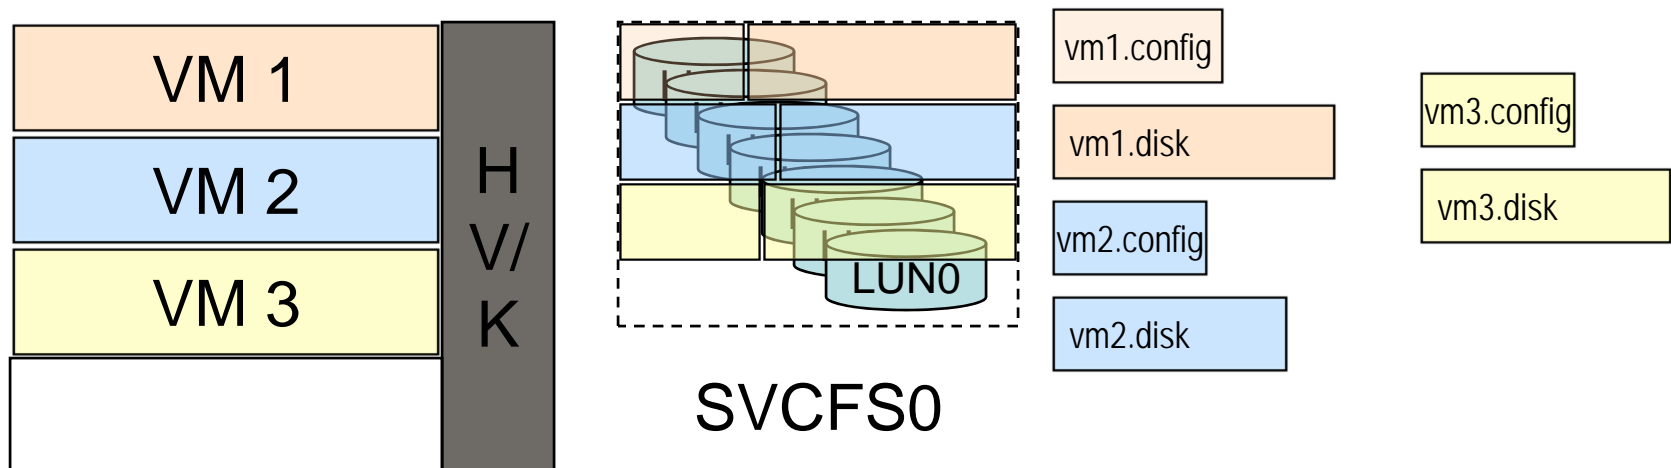 VM 1
VM 2
VM 3
H
V/
K
LUN0
SVCFS0
vm1.config
vm1.disk
vm2.config
vm2.disk
vm3.config
vm3.disk